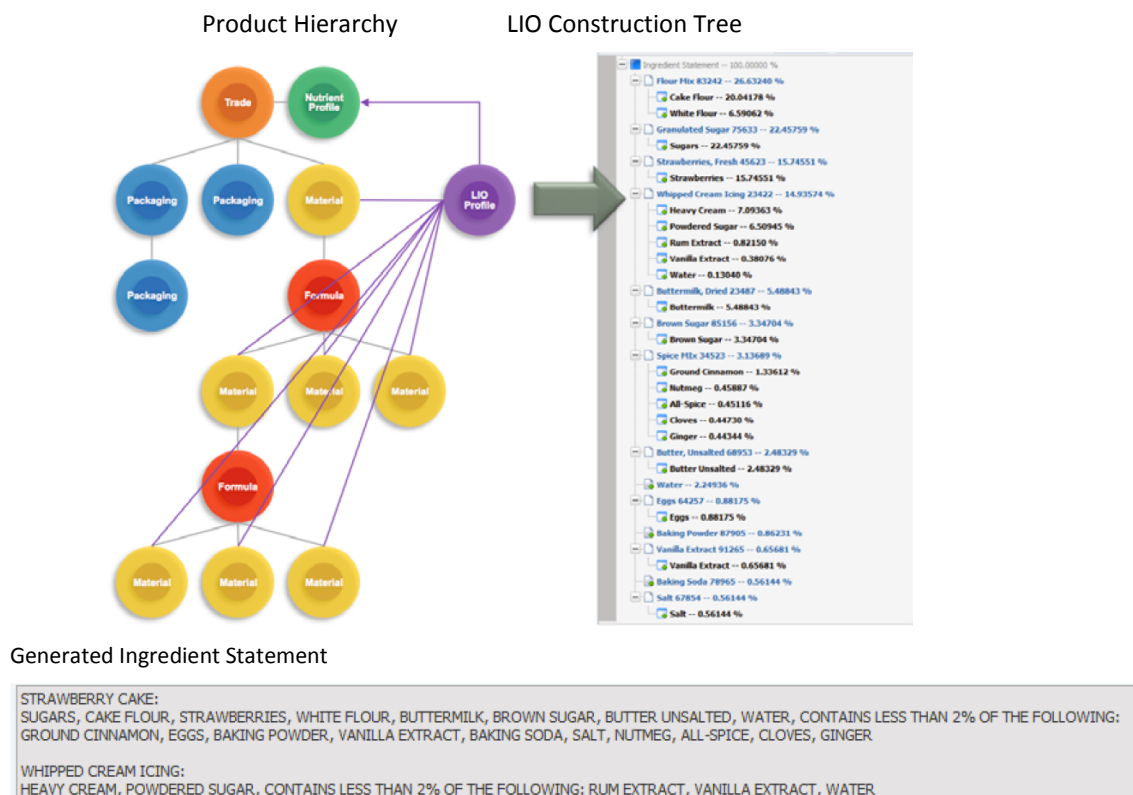 Product Hierarchy
LIO Construction Tree
Trade
Nutrient
Profile
Packaging
Packaging
Material
LIO
Profile
Packaging
Formula
Material
Material
Material
Formula
Material
Material
Material
Ingredient Statement -- 100.00000 %
Flour Mix 83242 -- 26.63240 %
Cake Flour -- 20.04178 %
White Flour -- 6.59062 %
Granulated Sugar 75633 -- 22.45759 %
Sugars -- 22.45759 %
Strawberries, Fresh 45623 -- 15.74551 %
Strawberries -- 15.74551 %
Whipped Cream Icing 23422 -- 14.93574 %
Heavy Cream -- 7.09363 %
Powdered Sugar -- 6.50945 %
Rum Extract -- 0.82150 %
Vanilla Extract -- 0.38076 %
Water -- 0.13040 %
Buttermilk, Dried 23487 -- 5.48843 %
Buttermilk -- 5.48843 %
Brown Sugar 85156 -- 3.34704 %
Brown Sugar -- 3.34704 %
Spice MIx 34523 -- 3.13689 %
Ground Cinnamon -- 1.33612 %
Nutmeg -- 0.45887 %
All-Spice -- 0.45116 %
Cloves -- 0.44730 %
Ginger -- 0.44344 %
Butter, Unsalted 68953 -- 2.48329 %
Butter Unsalted -- 2.48329 %
Water -- 2.24936 %
Eggs 64257 -- 0.88175 %
Eggs -- 0.88175 %
Baking Powder 87905 -- 0.86231 %
Vanilla Extract 91265 -- 0.65681 %
Vanilla Extract -- 0.65681 %
Baking Soda 78965 -- 0.56144 %
Salt 67854 -- 0.56144 %
Salt -- 0.56144 %
Generated Ingredient Statement
STRAWBERRY CAKE:
SUGARS, CAKE FLOUR, STRAWBERRIES, WHITE FLOUR, BUTTERMILK, BROWN SUGAR, BUTTER UNSALTED, WATER, CONTAINS LESS THAN 2% OF THE FOLLOWING:
GROUND CINNAMON, EGGS, BAKING POWDER, VANILLA EXTRACT, BAKING SODA, SALT, NUTMEG, ALL-SPICE, CLOVES, GINGER
WHIPPED CREAM ICING:
HEAVY CREAM, POWDERED SUGAR, CONTAINS LESS THAN 2% OF THE FOLLOWING: RUM EXTRACT, VANILLA EXTRACT, WATER